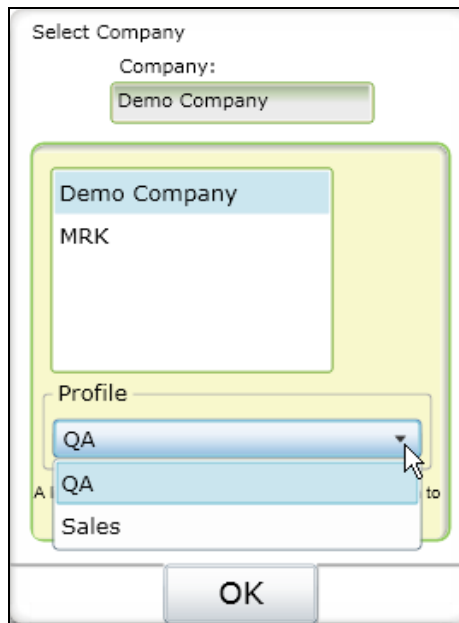 Select Company
Company:
Demo Company
Demo Company
MRK
Profile
QA
QA
A
to
Sales
OK